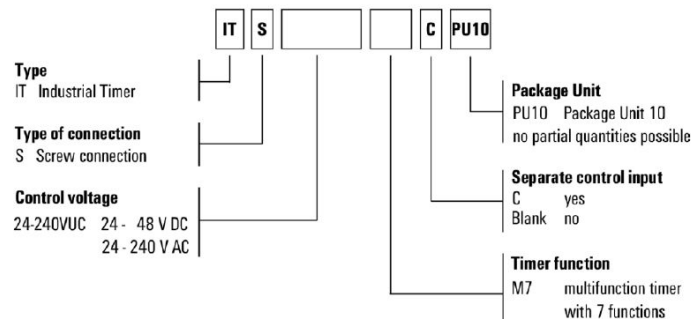 IT S C PU10
Type
IT Industrial Timer
Type of connection
S Screw connection
Control voltage
24-240VUC 24 - 48 V DC
24 - 240 V AC
Package Unit
PU10 Package Unit 10
no partial quantities possible
Separate control input
C yes
Blank no
Timer function
M7 multifunction timer
with 7 functions